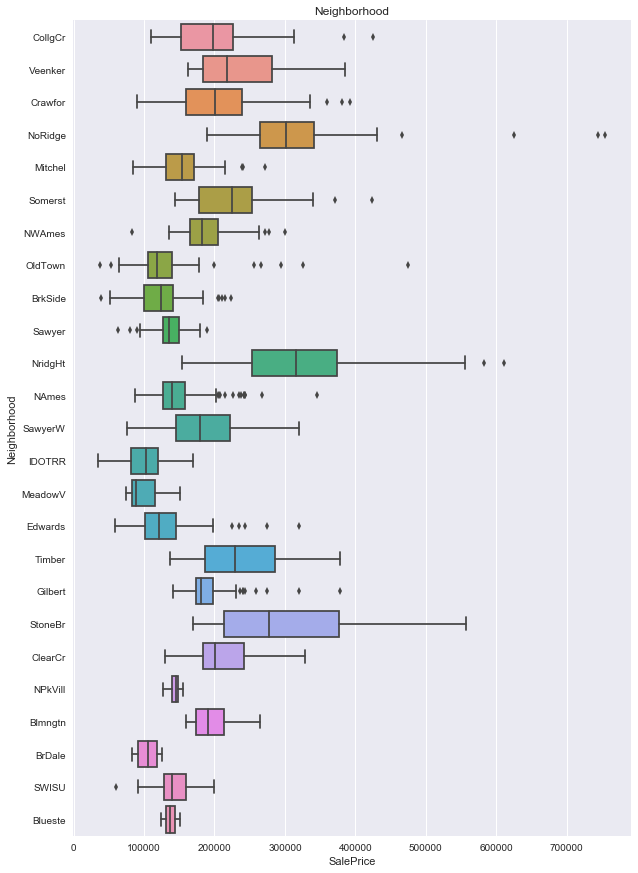 Neighborhood
CollgCr
Veenker
Crawfor
NoRidge
Mitchel
Somerst
NWAmes
OldTown
BrkSide
Sawyer
NridgHt
NAmes
SawyerW
IDOTRR
MeadowV
Edwards
Timber
Gilbert
StoneBr
ClearCr
NPkVill
Blmngtn
BrDale
SWISU
Blueste
Neighborhood
0 100000 200000 300000 400000 500000 600000 700000
SalePrice